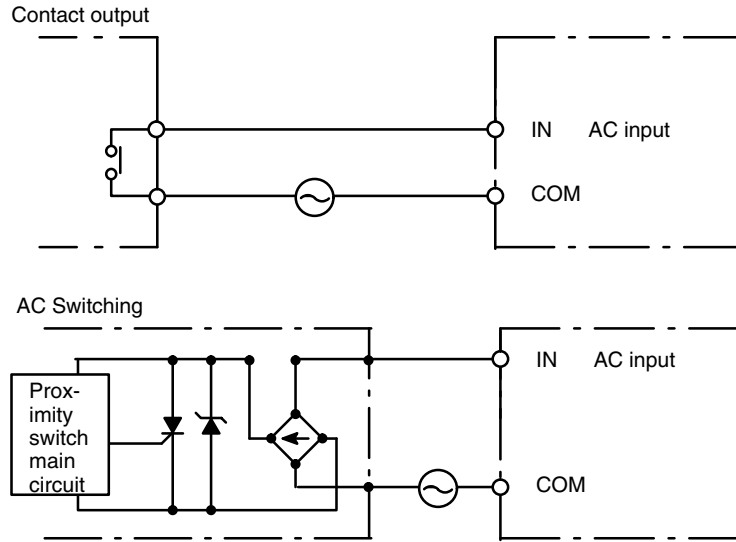 Contact output
IN AC input
COM
AC Switching
IN AC input
Prox-
imity
switch
main
circuit
COM